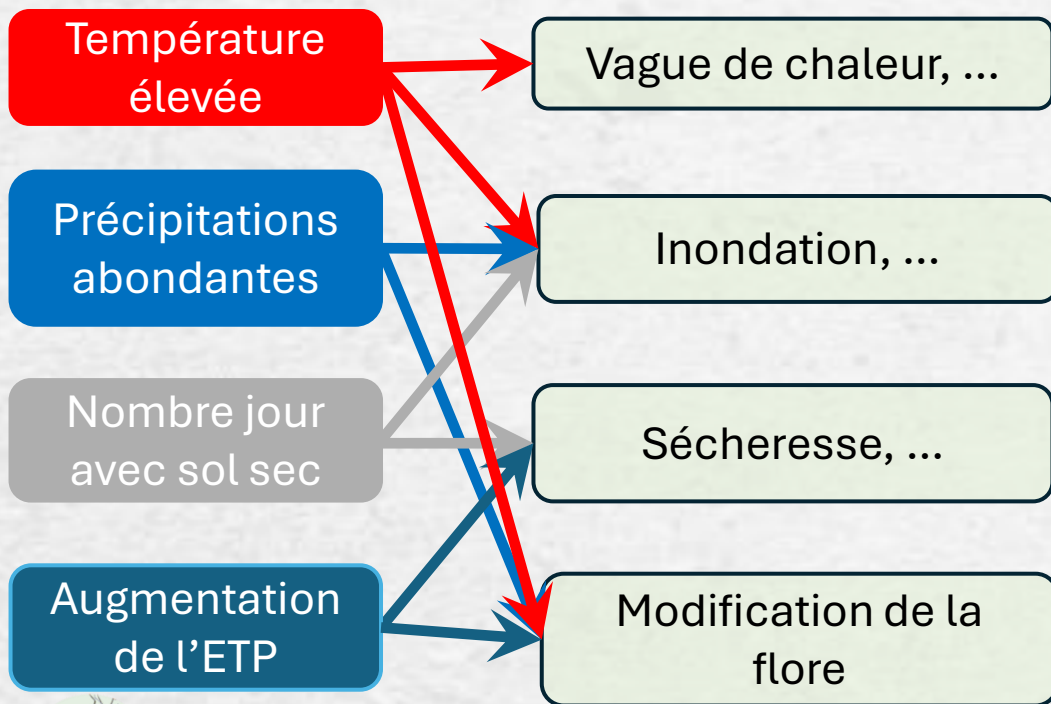 Température
élevée
Vague de chaleur, ...
Précipitations
abondantes
Inondation, ...
Nombre jour
avec sol sec
Sécheresse, ...
Augmentation
de l’ETP
Modification de la
flore